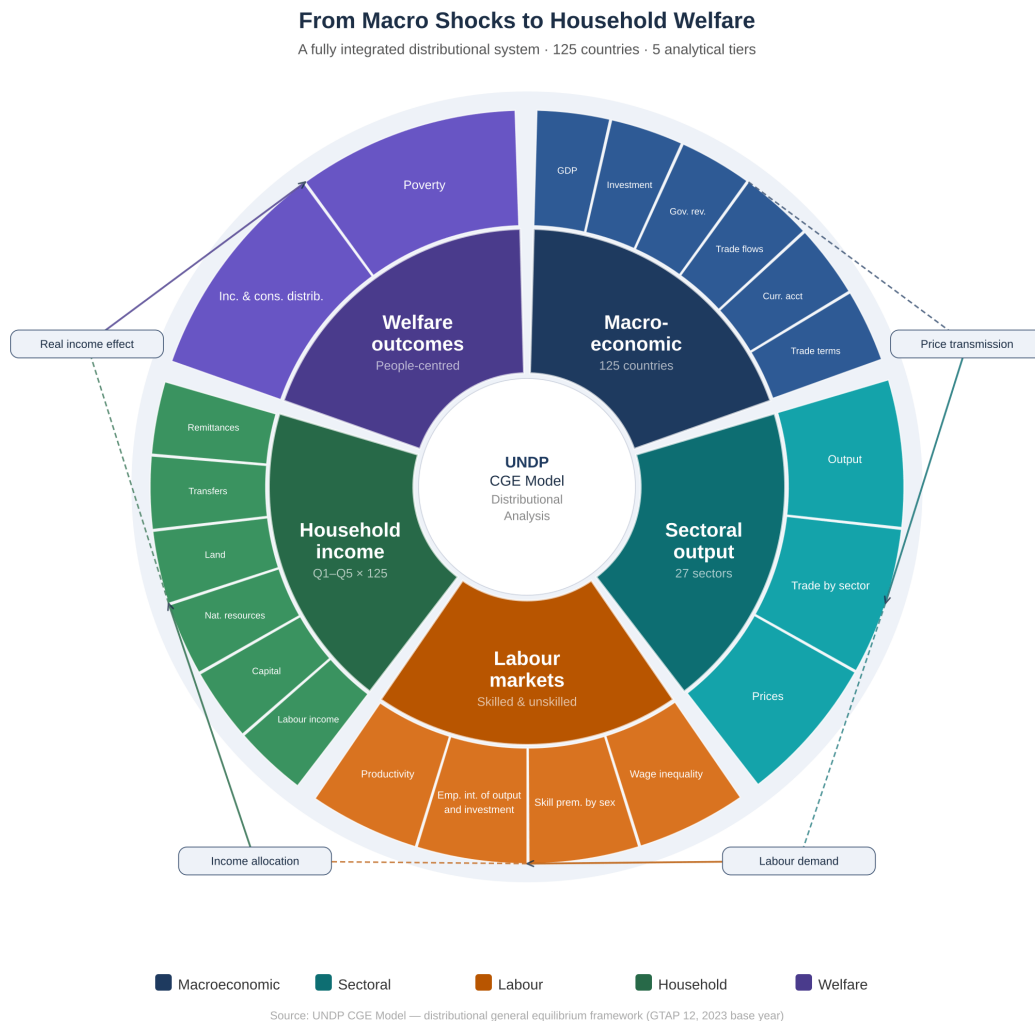 From Macro Shocks to Household Welfare
A fully integrated distributional system · 125 countries · 5 analytical tiers
GDP
Investment
Gov. rev.
Trade flows
Curr. acct
Trade terms
Macro-
economic
125 countries
Price transmission
Output
Trade by sector
Prices
Sectoral
output
27 sectors
Labour demand
Wage inequality
Skill prem. by sex
Emp. int. of output
and investment
Productivity
Labour
markets
Skilled & unskilled
Income allocation
Labour income
Capital
Nat. resources
Land
Transfers
Remittances
Household
income
Q1–Q5 × 125
Real income effect
Inc. & cons. distrib.
Poverty
Welfare
outcomes
People-centred
UNDP
CGE Model
Distributional
Analysis
Macroeconomic
Sectoral
Labour
Household
Welfare
Source: UNDP CGE Model — distributional general equilibrium framework (GTAP 12, 2023 base year)